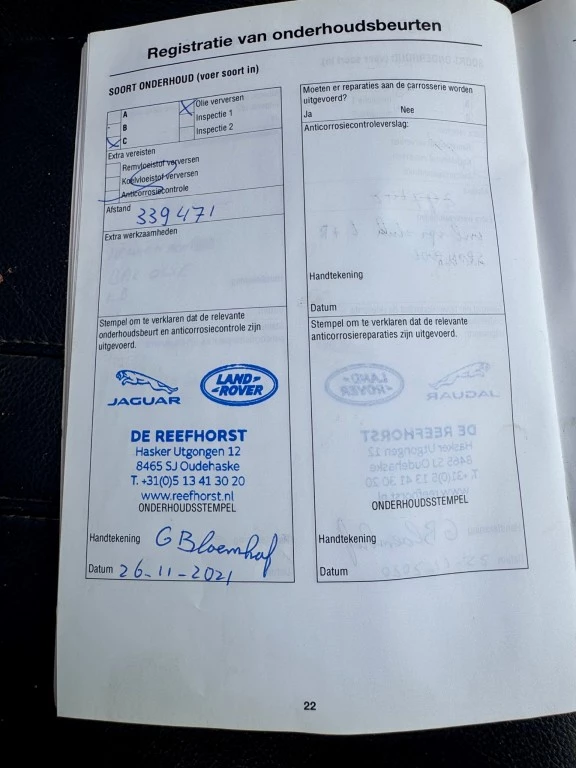 Registratie van onderhoudsbeurten
SOORT ONDERHOUD (voer soort in)
A
B
C
Olie verversen
Inspectie 1
Inspectie 2
Extra vereisten
Remvloeistof verversen
Koelvloeistof verversen
Anticorrosiecontrole
Afstand 339471
Extra werkzaamheden
Stempel om te verklaren dat de relevante
onderhoudsbeurt en anticorrosiecontrole zijn
uitgevoerd.
JAGUAR
LAND-
-ROVER
DE REEFHORST
Hasker Utgongen 12
8465 SJ Oudehaske
T. +31(0)5 13 41 30 20
www.reefhorst.nl
ONDERHOUDSSTEMPEL
Handtekening G Bloemhof
Datum 26-11-2021
Moeten er reparaties aan de carrosserie worden
uitgevoerd?
Ja Nee
Anticorrosiecontroleverslag:
Handtekening
Datum
Stempel om te verklaren dat de relevante
anticorrosiereparaties zijn uitgevoerd.
ONDERHOUDSSTEMPEL
Handtekening
Datum
22